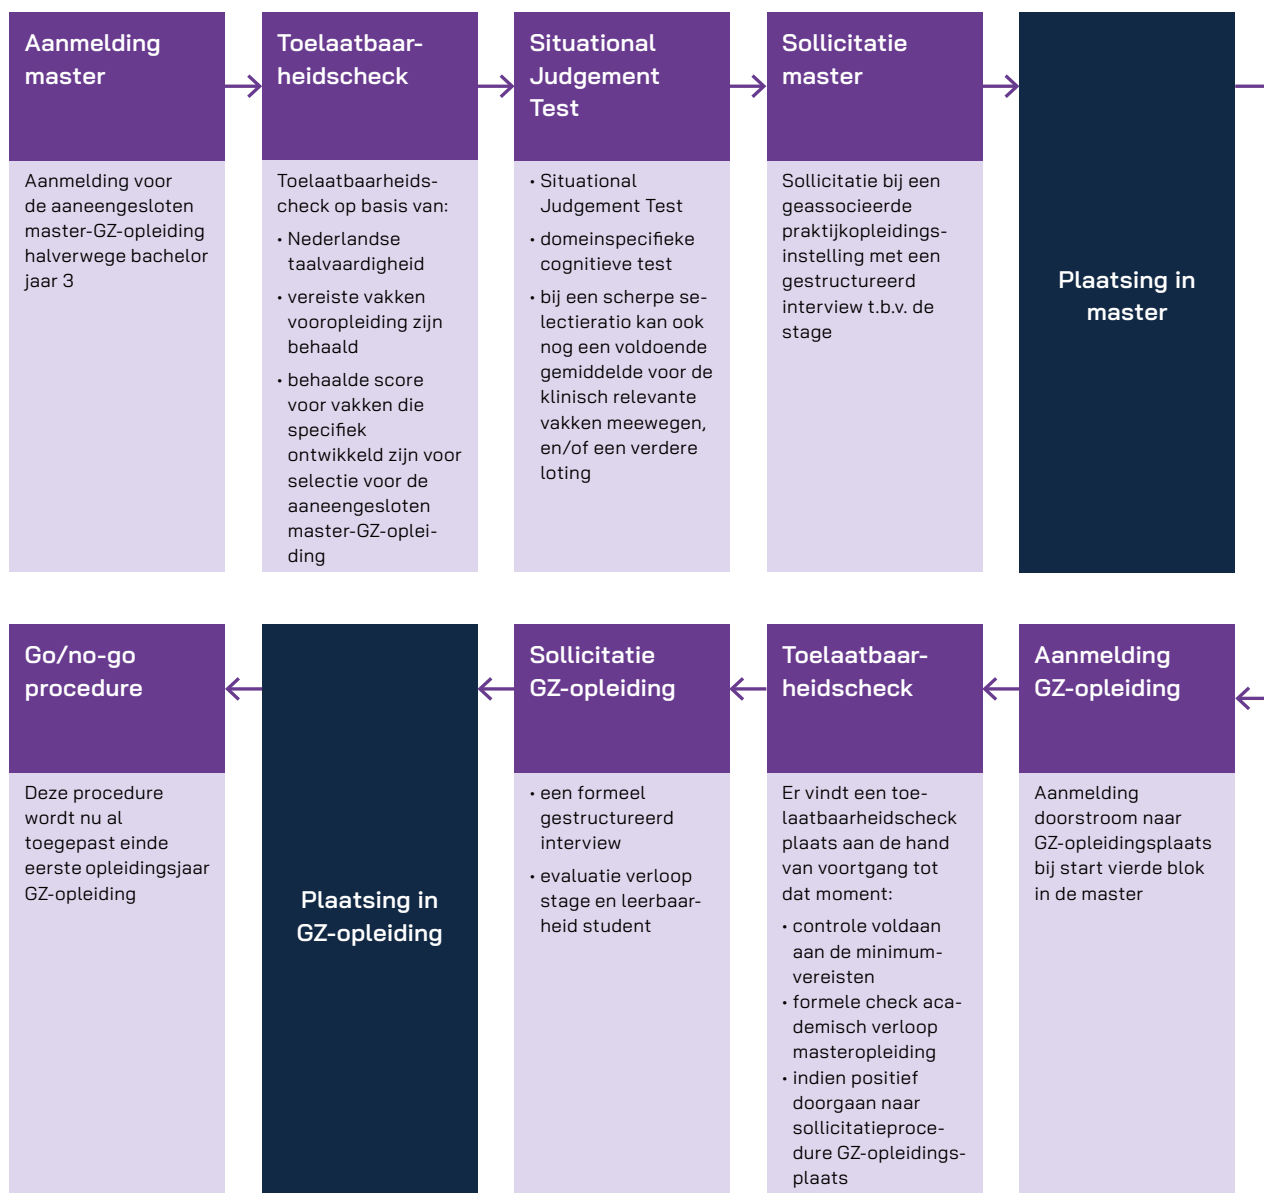 Aanmelding
master
Aanmelding voor
de aaneengesloten
master-GZ-opleiding
halverwege bachelor
jaar 3
Toelaatbaar-
heidscheck
Toelaatbaarheids-
check op basis van:
• Nederlandse
taalvaardigheid
• vereiste vakken
vooropleiding zijn
behaald
• behaalde score
voor vakken die
specifiek
ontwikkeld zijn voor
selectie voor de
aaneengesloten
master-GZ-oplei-
ding
Situational
Judgement
Test
• Situational
Judgement Test
• domeinspecifieke
cognitieve test
• bij een scherpe se-
lectieratio kan ook
nog een voldoende
gemiddelde voor de
klinisch relevante
vakken meewegen,
en/of een verdere
loting
Sollicitatie
master
Sollicitatie bij een
geassocieerde
praktijkopleidings-
instelling met een
gestructureerd
interview t.b.v. de
stage
Plaatsing in
master
Aanmelding
GZ-opleiding
Aanmelding
doorstroom naar
GZ-opleidingsplaats
bij start vierde blok
in de master
Toelaatbaar-
heidscheck
Er vindt een toe-
laatbaarheidscheck
plaats aan de hand
van voortgang tot
dat moment:
• controle voldaan
aan de minimum-
vereisten
• formele check aca-
demisch verloop
masteropleiding
• indien positief
doorgaan naar
sollicitatieproce-
dure GZ-opleidings-
plaats
Sollicitatie
GZ-opleiding
• een formeel
gestructureerd
interview
• evaluatie verloop
stage en leerbaar-
heid student
Plaatsing in
GZ-opleiding
Go/no-go
procedure
Deze procedure
wordt nu al
toegepast einde
eerste opleidingsjaar
GZ-opleiding